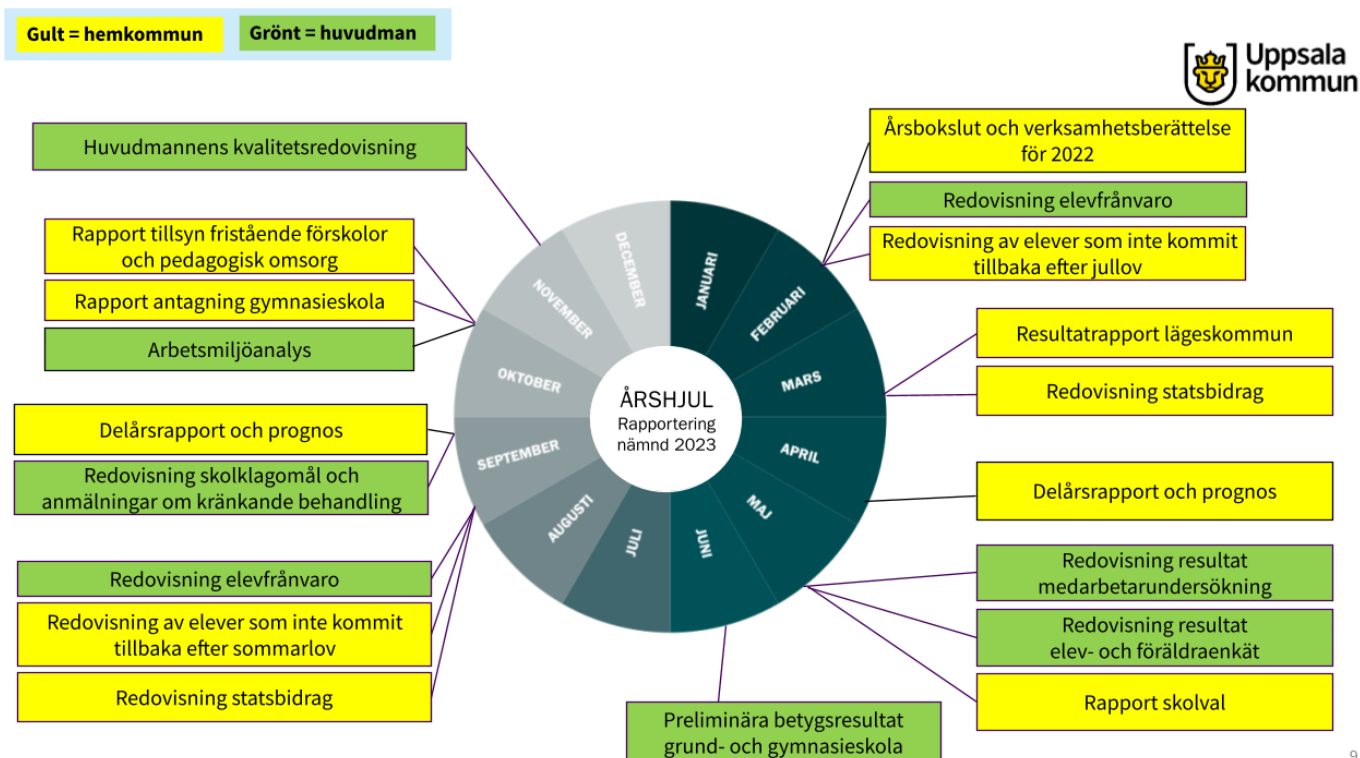 Gult = hemkommun
Grönt = huvudman
Uppsala
kommun
Huvudmannens kvalitetsredovisning
Rapport tillsyn fristående förskolor
och pedagogisk omsorg
Rapport antagning gymnasieskola
Arbetsmiljöanalys
Delårsrapport och prognos
Redovisning skolklagomål och
anmälningar om kränkande behandling
Redovisning elevfrånvaro
Redovisning av elever som inte kommit
tillbaka efter sommarlov
Redovisning statsbidrag
JANUARI
FEBRUARI
MARS
APRIL
MAJ
JUNI
JULI
AUGUSTI
SEPTEMBER
OKTOBER
NOVEMBER
DECEMBER
ÅRSHJUL
Rapportering
nämnd 2023
Årsbokslut och verksamhetsberättelse
för 2022
Redovisning elevfrånvaro
Redovisning av elever som inte kommit
tillbaka efter jullov
Resultatrapport lägeskommun
Redovisning statsbidrag
Delårsrapport och prognos
Redovisning resultat
medarbetarundersökning
Redovisning resultat
elev- och föräldraenkät
Rapport skolval
Preliminära betygsresultat
grund- och gymnasieskola
9